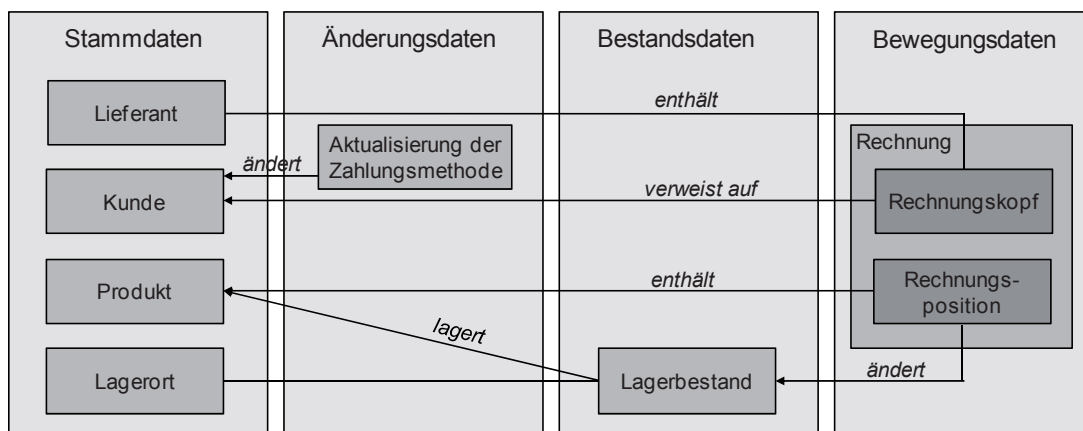 Stammdaten
Änderungsdaten
Bestandsdaten
Bewegungsdaten
Lieferant
enthält
Aktualisierung der
Zahlungsmethode
ändert
Rechnung
Kunde
verweist auf
Rechnungskopf
Produkt
enthält
Rechnungs-
position
lagert
Lagerort
Lagerbestand
ändert